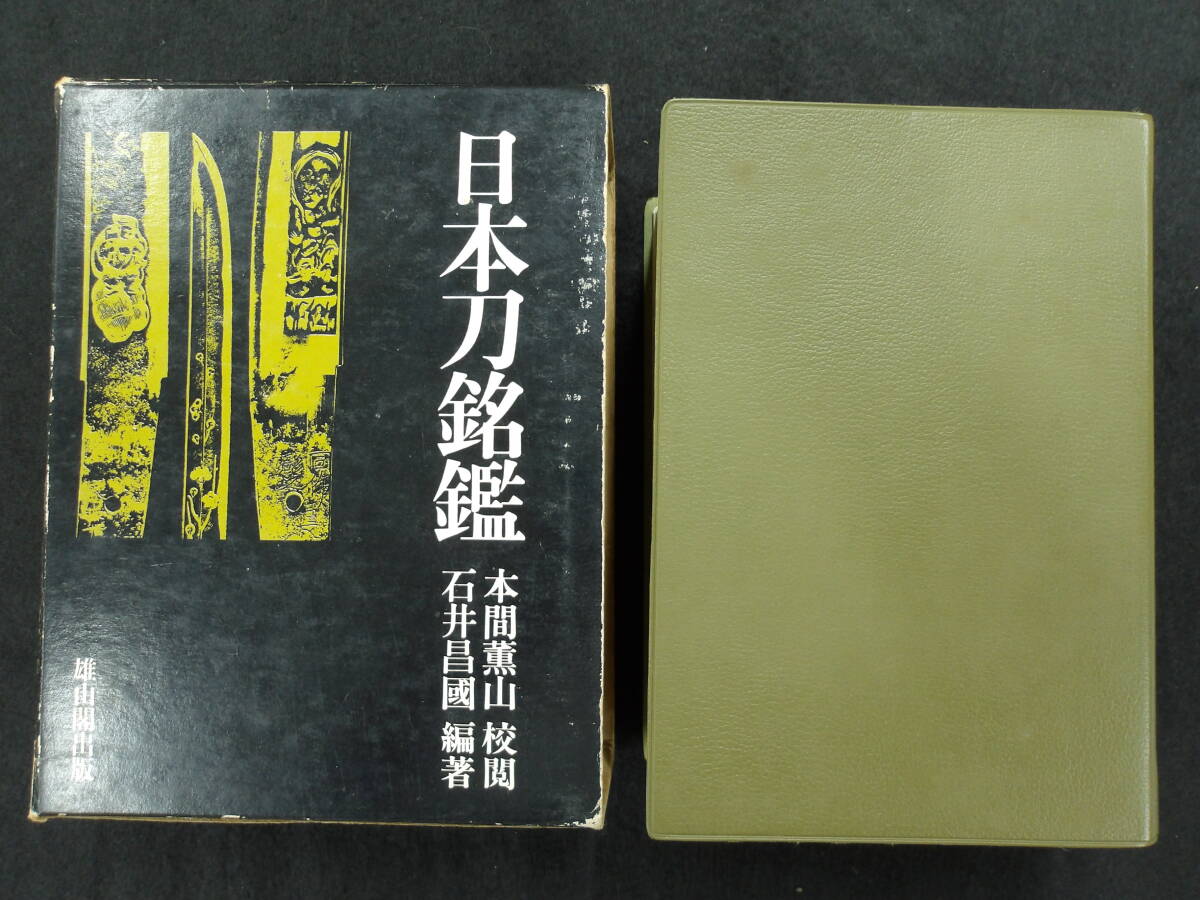 日本刀銘鑑
本間薫山 校閲
石井昌國 編著
雄山閣出版